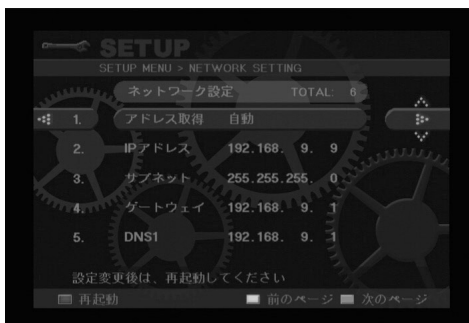 SETUP
SETUP MENU > NETWORK SETTING
ネットワーク設定 TOTAL: 6
1. アドレス取得 自動
2. IPアドレス 192.168. 9. 9
3. サブネット 255.255.255. 0
4. ゲートウェイ 192.168. 9. 1
5. DNS1 192.168. 9. 1
設定変更後は、再起動してください
再起動 前のページ 次のページ